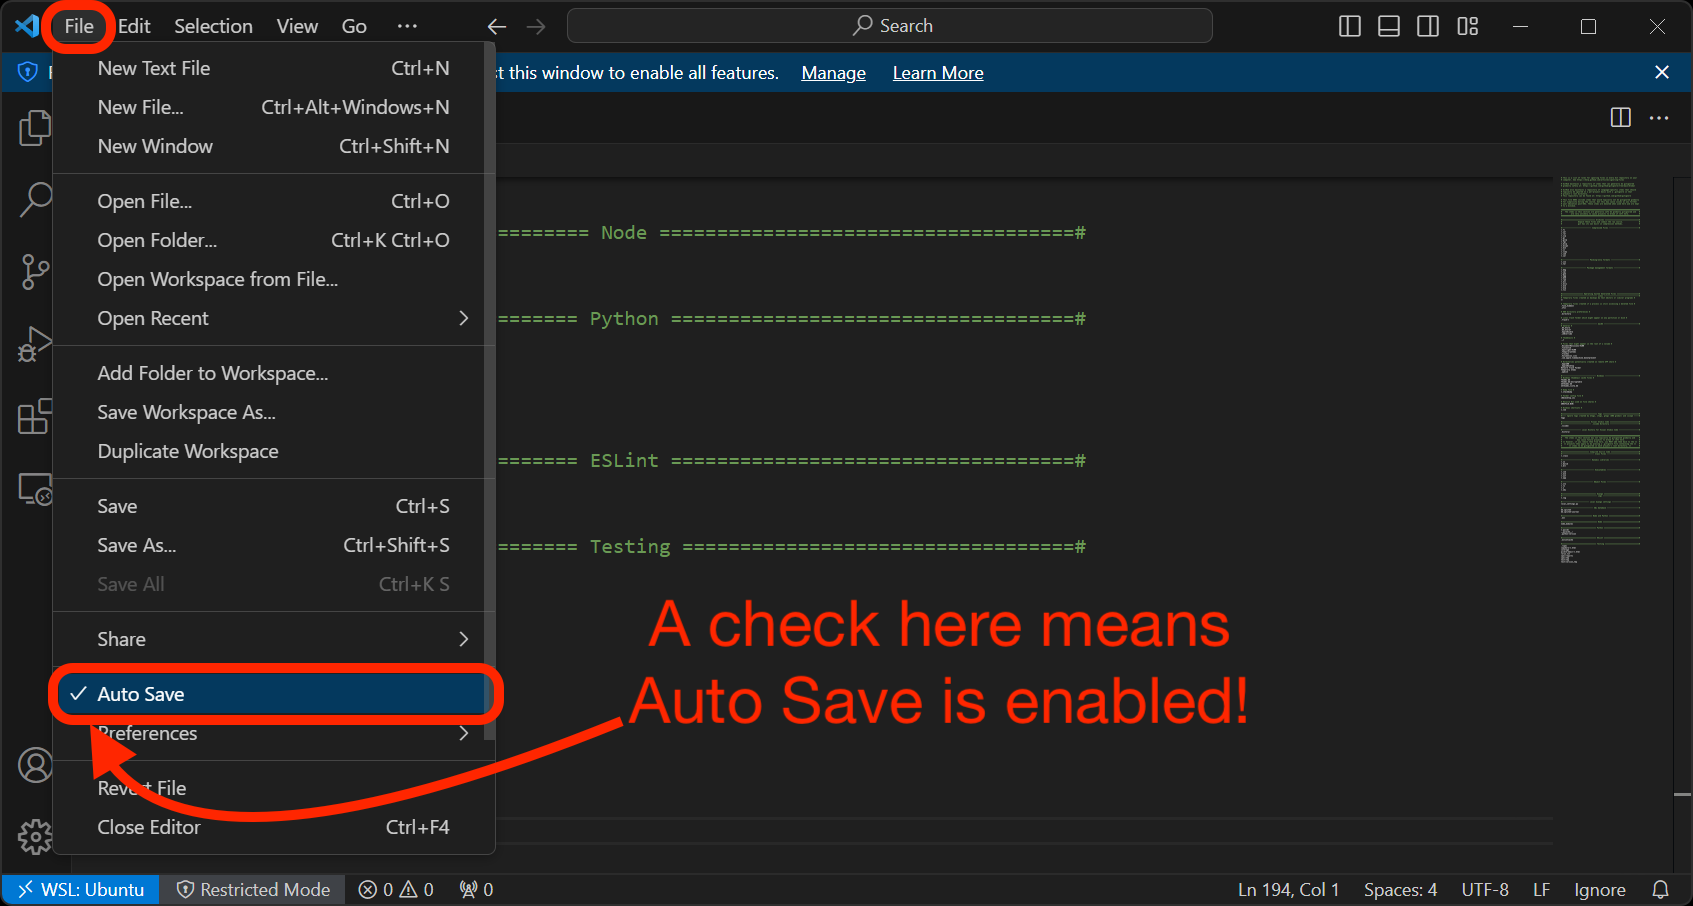 File Edit Selection View Go ··· Search
st this window to enable all features. Manage Learn More
New Text File Ctrl+N
New File... Ctrl+Alt+Windows+N
New Window Ctrl+Shift+N
Open File... Ctrl+O
Open Folder... Ctrl+K Ctrl+O
Open Workspace from File...
Open Recent
Add Folder to Workspace...
Save Workspace As...
Duplicate Workspace
Save Ctrl+S
Save As... Ctrl+Shift+S
Save All Ctrl+K S
Share
Auto Save
Preferences
Revert File
Close Editor Ctrl+F4
======== Node ====================================#
======= Python ===================================#
======= ESLint ===================================#
======= Testing ==================================#
A check here means
Auto Save is enabled!
WSL: Ubuntu Restricted Mode 0 0 0 Ln 194, Col 1 Spaces: 4 UTF-8 LF Ignore